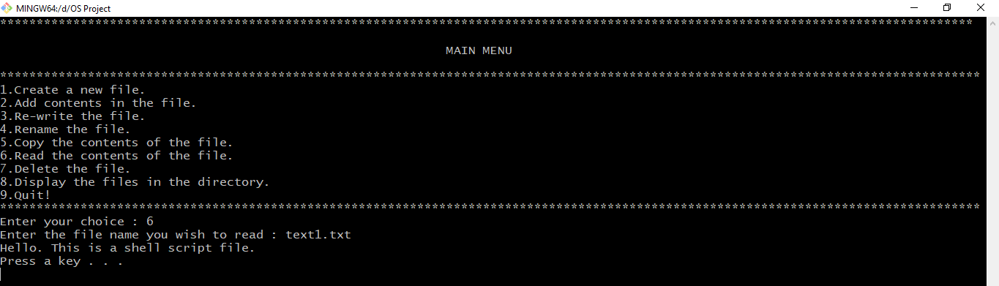 MINGW64:/d/OS Project
*************************************************************************************************************************************
MAIN MENU
**************************************************************************************************************************************
1.Create a new file.
2.Add contents in the file.
3.Re-write the file.
4.Rename the file.
5.Copy the contents of the file.
6.Read the contents of the file.
7.Delete the file.
8.Display the files in the directory.
9.Quit!
**************************************************************************************************************************************
Enter your choice : 6
Enter the file name you wish to read : text1.txt
Hello. This is a shell script file.
Press a key . . .